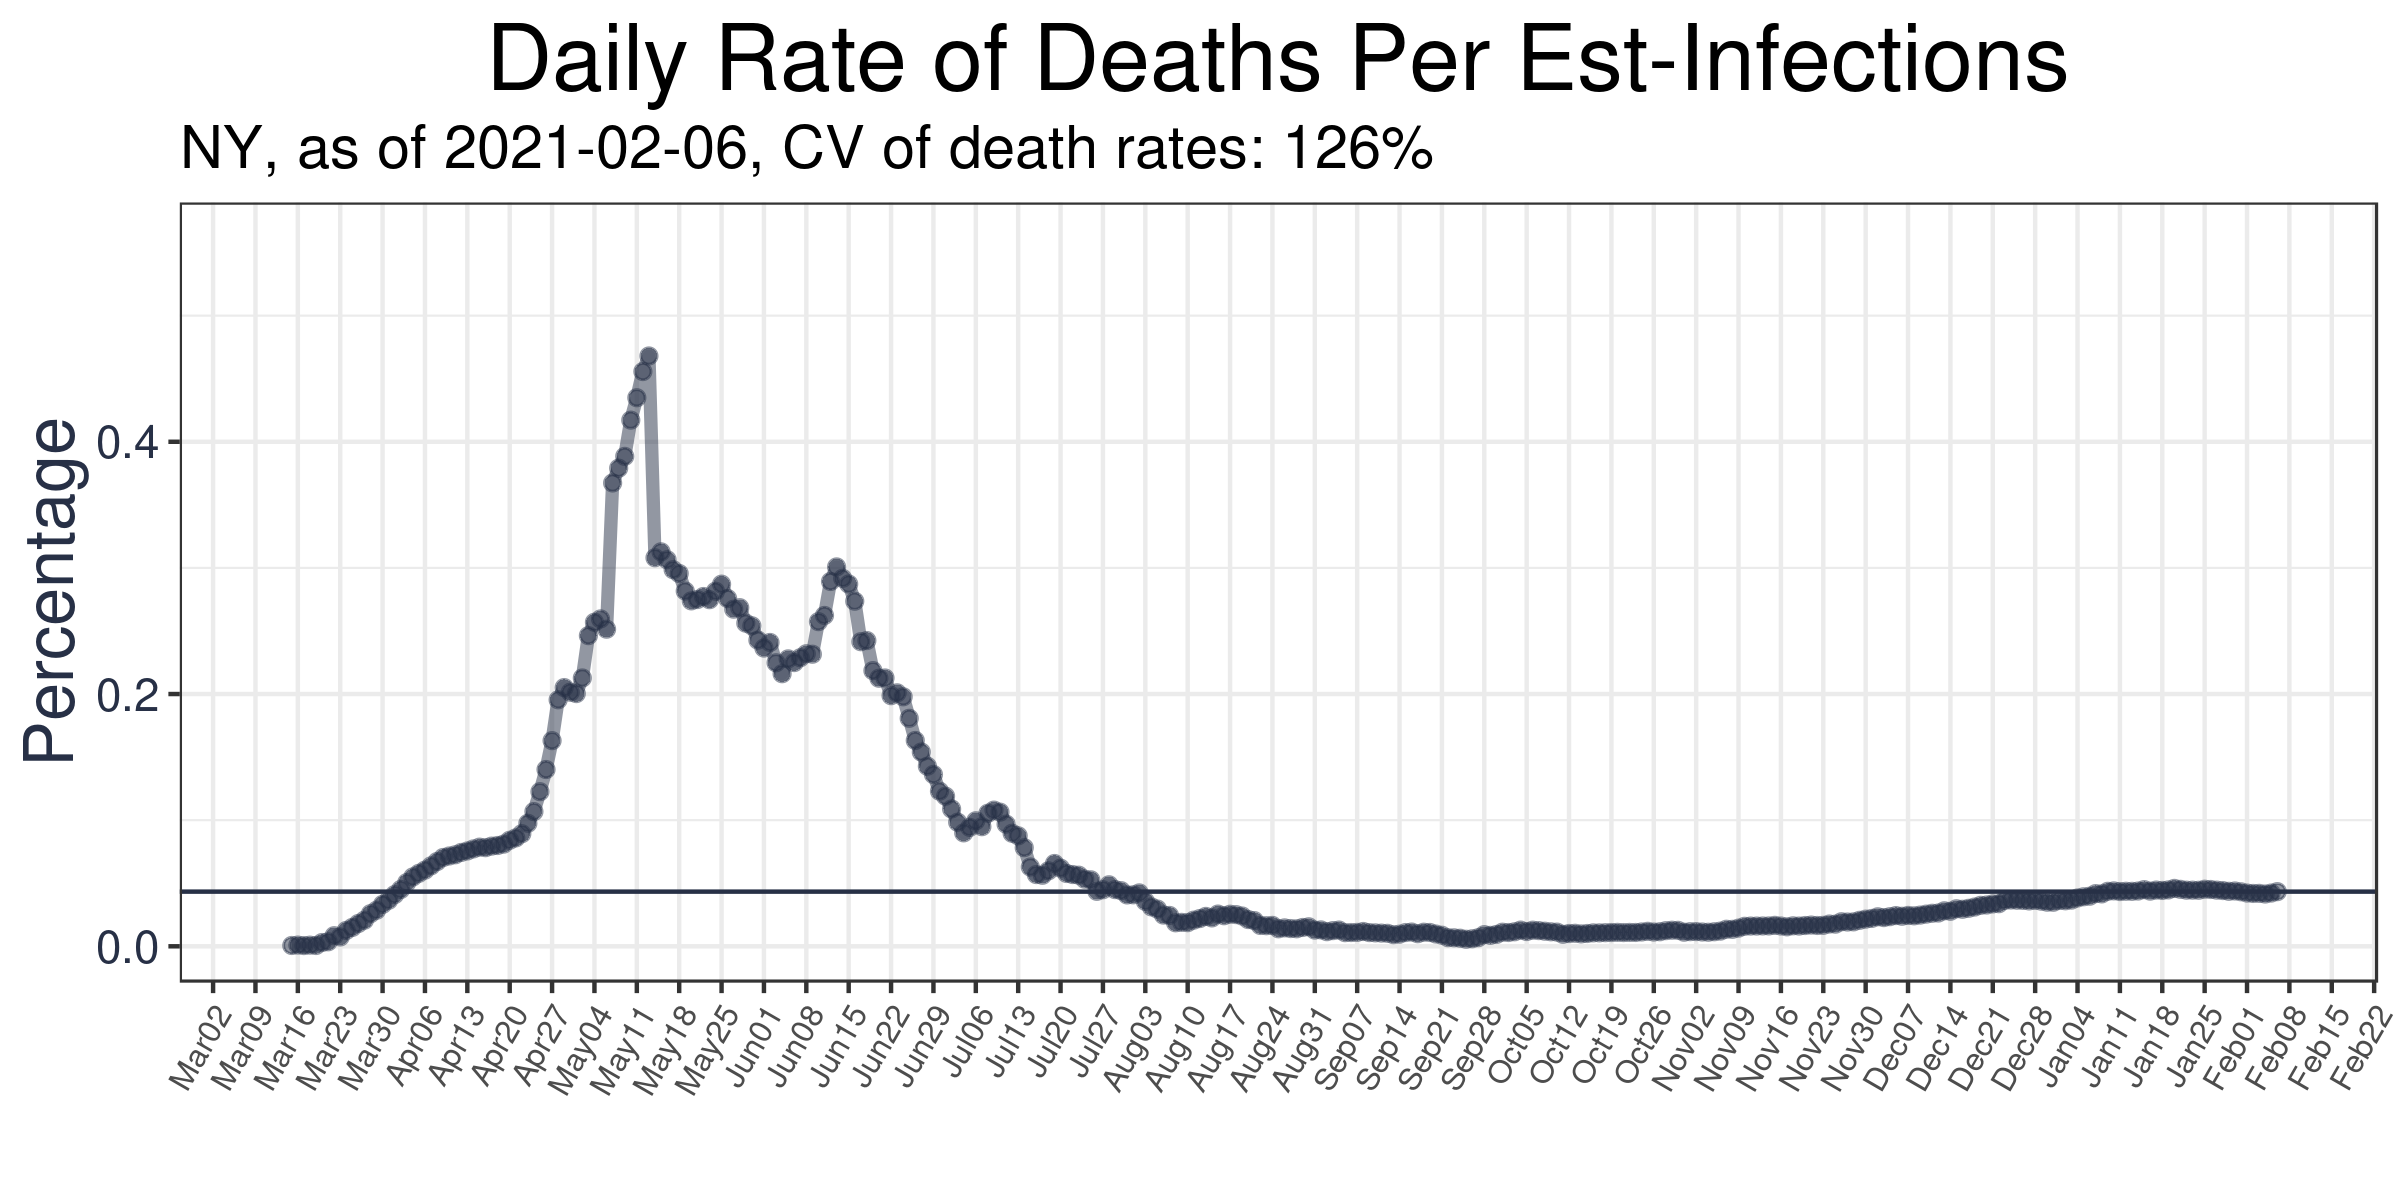 Daily Rate of Deaths Per Est-Infections
NY, as of 2021-02-06, CV of death rates: 126%
Percentage
0.4
0.2
0.0
Mar02
Mar09
Mar16
Mar23
Mar30
Apr06
Apr13
Apr20
Apr27
May04
May11
May18
May25
Jun01
Jun08
Jun15
Jun22
Jun29
Jul06
Jul13
Jul20
Jul27
Aug03
Aug10
Aug17
Aug24
Aug31
Sep07
Sep14
Sep21
Sep28
Oct05
Oct12
Oct19
Oct26
Nov02
Nov09
Nov16
Nov23
Nov30
Dec07
Dec14
Dec21
Dec28
Jan04
Jan11
Jan18
Jan25
Feb01
Feb08
Feb15
Feb22